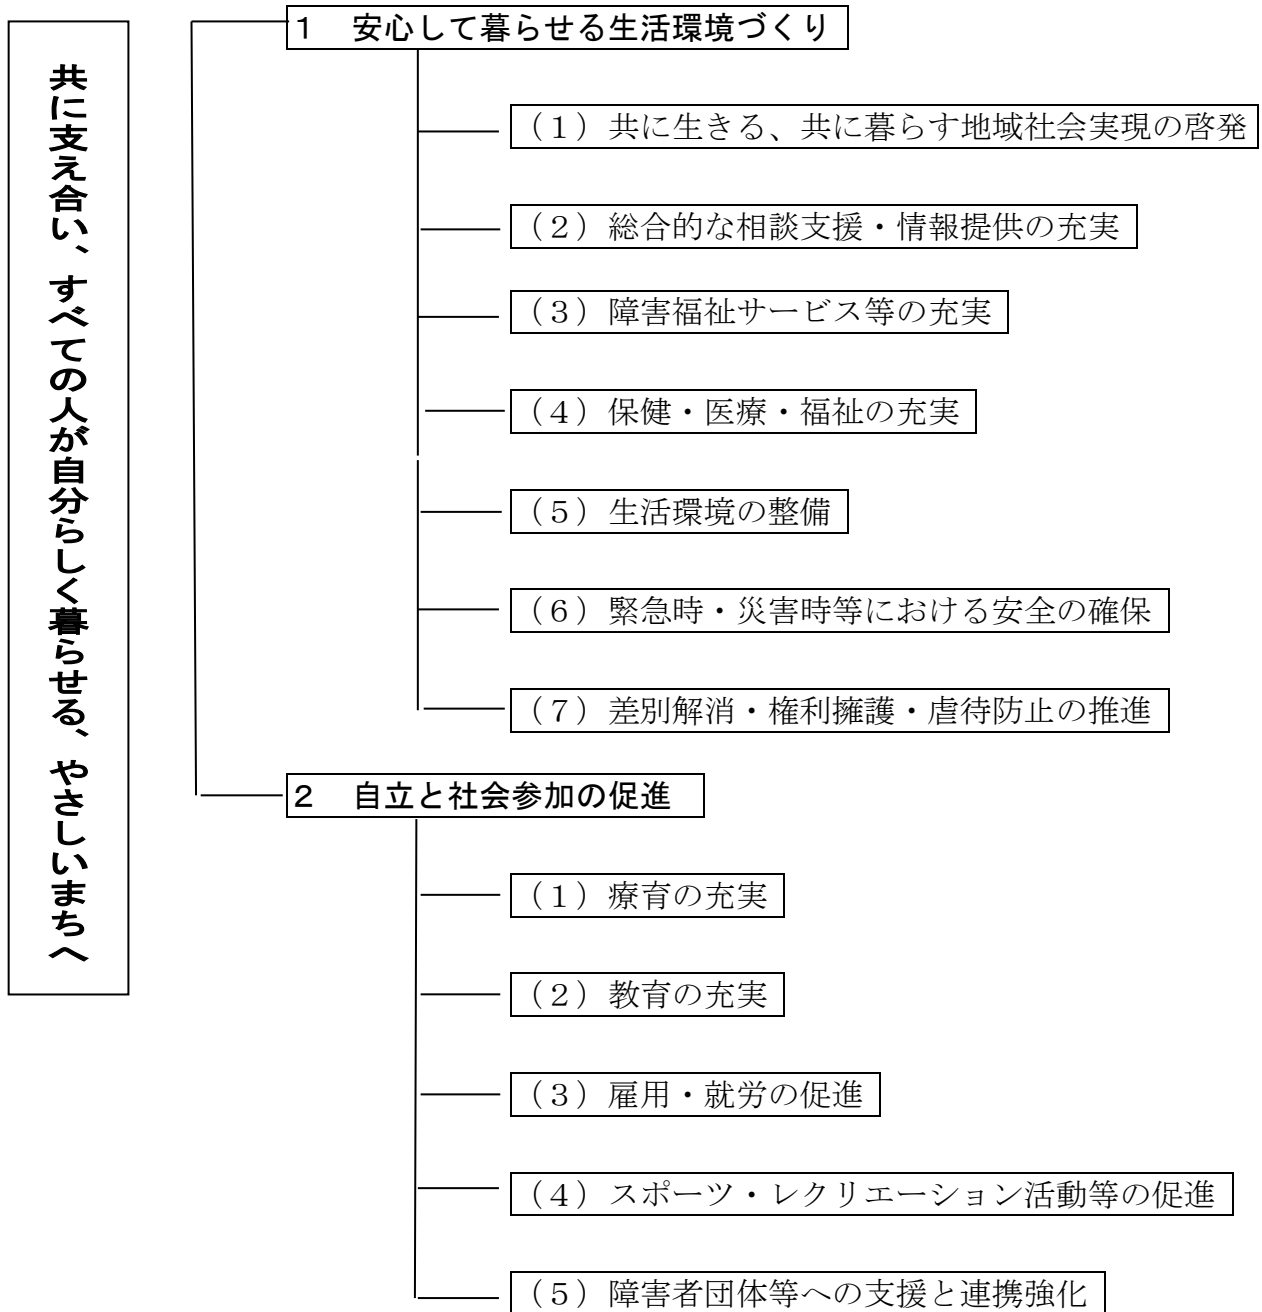 共に支え合い、すべての人が自分らしく暮らせる、やさしいまちへ
1　安心して暮らせる生活環境づくり
（１）共に生きる、共に暮らす地域社会実現の啓発
（２）総合的な相談支援・情報提供の充実
（３）障害福祉サービス等の充実
（４）保健・医療・福祉の充実
（５）生活環境の整備
（６）緊急時・災害時等における安全の確保
（７）差別解消・権利擁護・虐待防止の推進
2　自立と社会参加の促進
（１）療育の充実
（２）教育の充実
（３）雇用・就労の促進
（４）スポーツ・レクリエーション活動等の促進
（５）障害者団体等への支援と連携強化